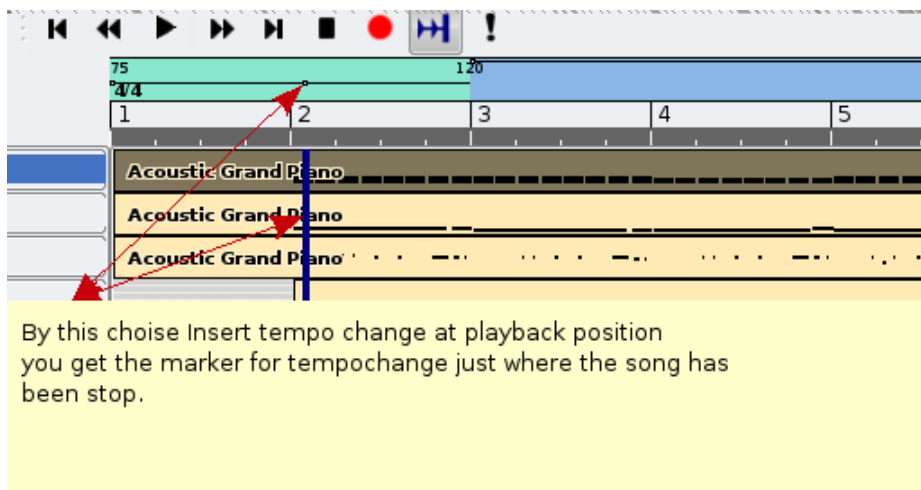 75 120
4/4
1 2 3 4 5
Acoustic Grand Piano
Acoustic Grand Piano
Acoustic Grand Piano
By this choise Insert tempo change at playback position
you get the marker for tempochange just where the song has
been stop.